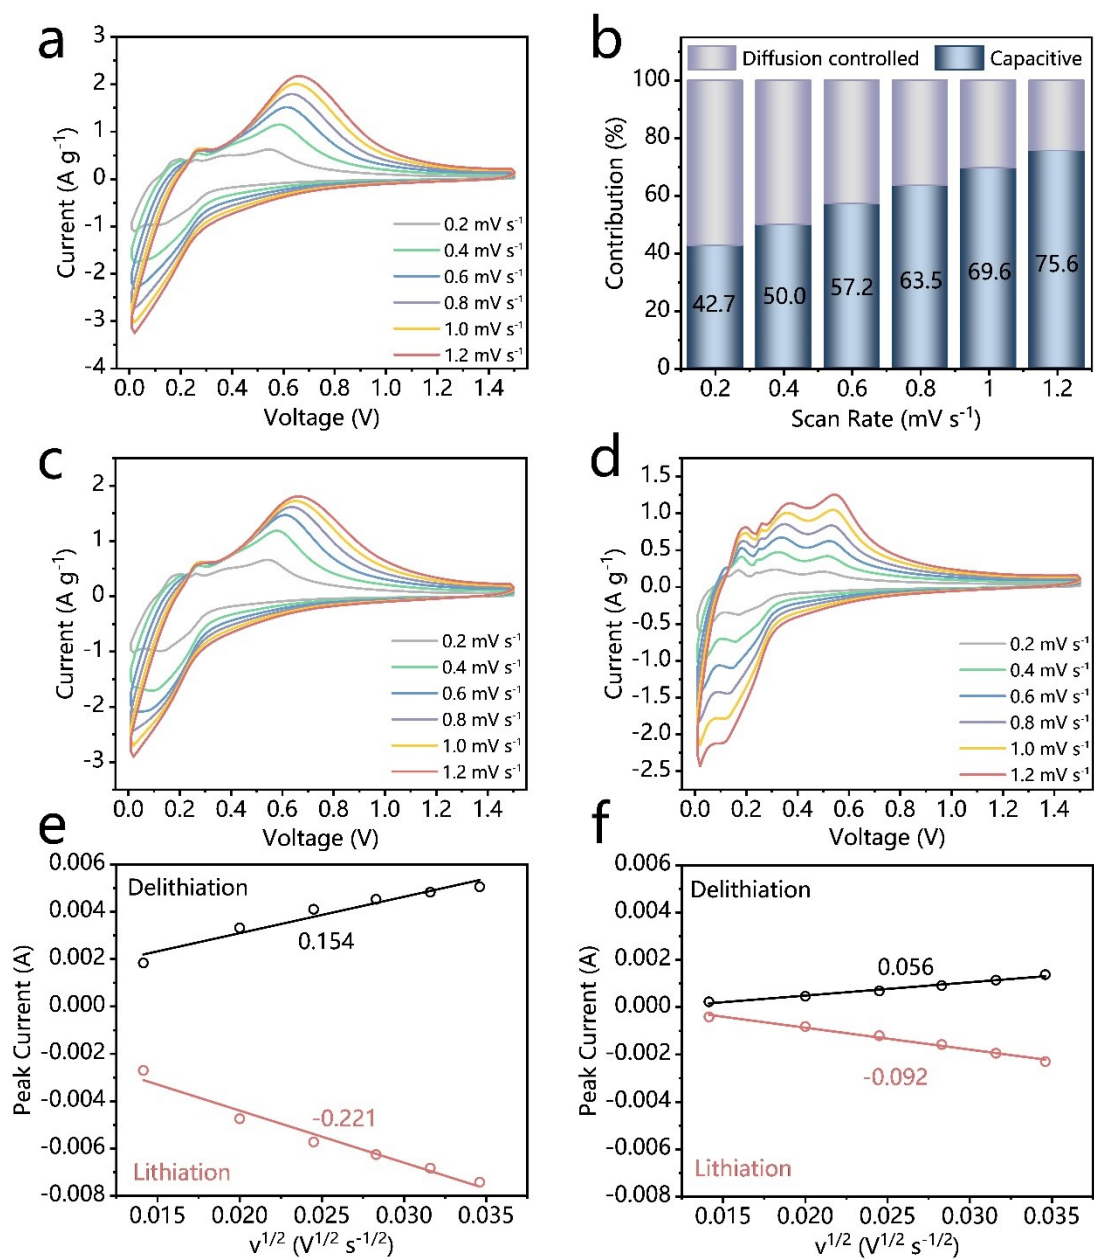 a
3
2
1
0
-1
-2
-3
-4
Current (A g⁻¹)
0.2 mV s⁻¹
0.4 mV s⁻¹
0.6 mV s⁻¹
0.8 mV s⁻¹
1.0 mV s⁻¹
1.2 mV s⁻¹
0.0 0.2 0.4 0.6 0.8 1.0 1.2 1.4
Voltage (V)
b
Diffusion controlled Capacitive
100
80
60
40
20
0
Contribution (%)
42.7 50.0 57.2 63.5 69.6 75.6
0.2 0.4 0.6 0.8 1 1.2
Scan Rate (mV s⁻¹)
c
2
1
0
-1
-2
-3
Current (A g⁻¹)
0.2 mV s⁻¹
0.4 mV s⁻¹
0.6 mV s⁻¹
0.8 mV s⁻¹
1.0 mV s⁻¹
1.2 mV s⁻¹
0.0 0.2 0.4 0.6 0.8 1.0 1.2 1.4
Voltage (V)
d
1.5
1.0
0.5
0.0
-0.5
-1.0
-1.5
-2.0
-2.5
Current (A g⁻¹)
0.2 mV s⁻¹
0.4 mV s⁻¹
0.6 mV s⁻¹
0.8 mV s⁻¹
1.0 mV s⁻¹
1.2 mV s⁻¹
0.0 0.2 0.4 0.6 0.8 1.0 1.2 1.4
Voltage (V)
e
0.006
0.004
0.002
0.000
-0.002
-0.004
-0.006
-0.008
Peak Current (A)
Delithiation
0.154
-0.221
Lithiation
0.015 0.020 0.025 0.030 0.035
v¹ᐟ² (V¹ᐟ² s⁻¹ᐟ²)
f
0.006
0.004
0.002
0.000
-0.002
-0.004
-0.006
-0.008
Peak Current (A)
Delithiation
0.056
-0.092
Lithiation
0.015 0.020 0.025 0.030 0.035
v¹ᐟ² (V¹ᐟ² s⁻¹ᐟ²)